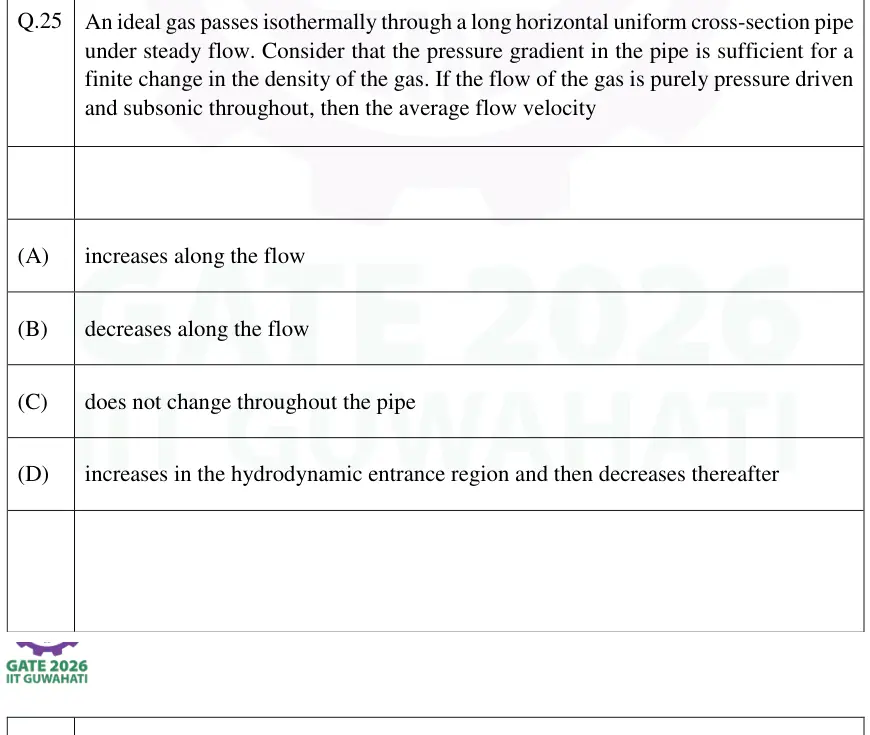 Q.25 An ideal gas passes isothermally through a long horizontal uniform cross-section pipe
under steady flow. Consider that the pressure gradient in the pipe is sufficient for a
finite change in the density of the gas. If the flow of the gas is purely pressure driven
and subsonic throughout, then the average flow velocity
(A) increases along the flow
(B) decreases along the flow
(C) does not change throughout the pipe
(D) increases in the hydrodynamic entrance region and then decreases thereafter
GATE 2026
IIT GUWAHATI
GATE 2026
IIT GUWAHATI